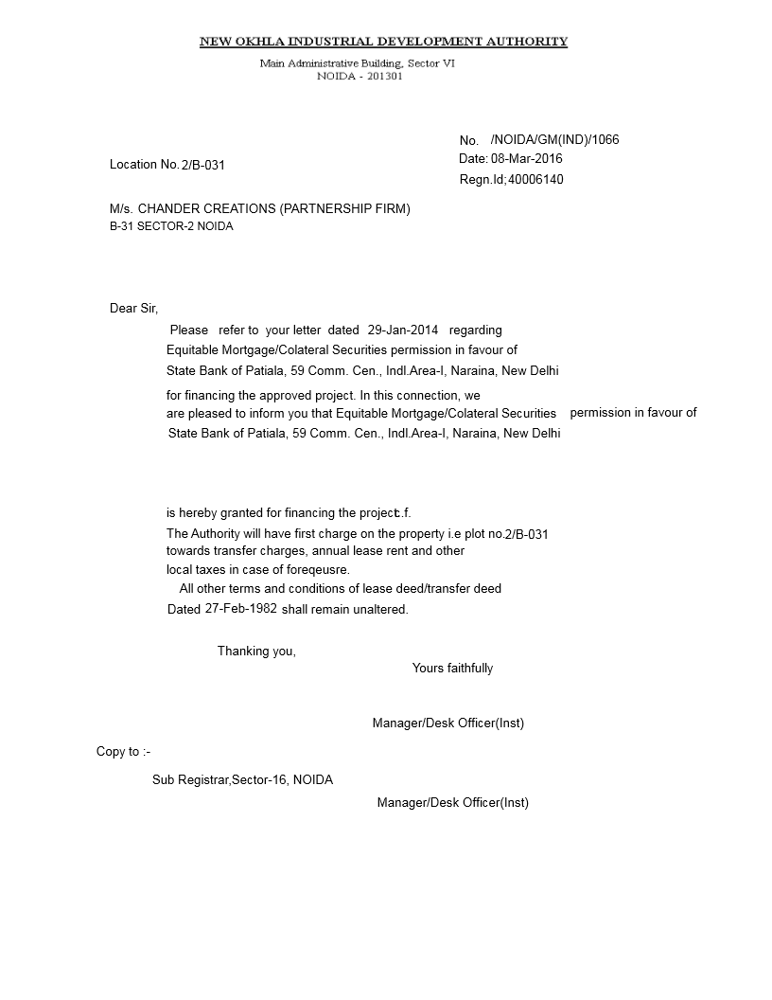 NEW OKHLA INDUSTRIAL DEVELOPMENT AUTHORITY
Main Administrative Building, Sector VI
NOIDA - 201301
No. /NOIDA/GM(IND)/1066
Location No. 2/B-031
Date: 08-Mar-2016
Regn.Id;40006140
M/s. CHANDER CREATIONS (PARTNERSHIP FIRM)
B-31 SECTOR-2 NOIDA
Dear Sir,
Please refer to your letter dated 29-Jan-2014 regarding
Equitable Mortgage/Colateral Securities permission in favour of
State Bank of Patiala, 59 Comm. Cen., Indl.Area-I, Naraina, New Delhi
for financing the approved project. In this connection, we
are pleased to inform you that Equitable Mortgage/Colateral Securities permission in favour of
State Bank of Patiala, 59 Comm. Cen., Indl.Area-I, Naraina, New Delhi
is hereby granted for financing the project.f.
The Authority will have first charge on the property i.e plot no.2/B-031
towards transfer charges, annual lease rent and other
local taxes in case of foreqeusre.
All other terms and conditions of lease deed/transfer deed
Dated 27-Feb-1982 shall remain unaltered.
Thanking you,
Yours faithfully
Manager/Desk Officer(Inst)
Copy to :-
Sub Registrar,Sector-16, NOIDA
Manager/Desk Officer(Inst)